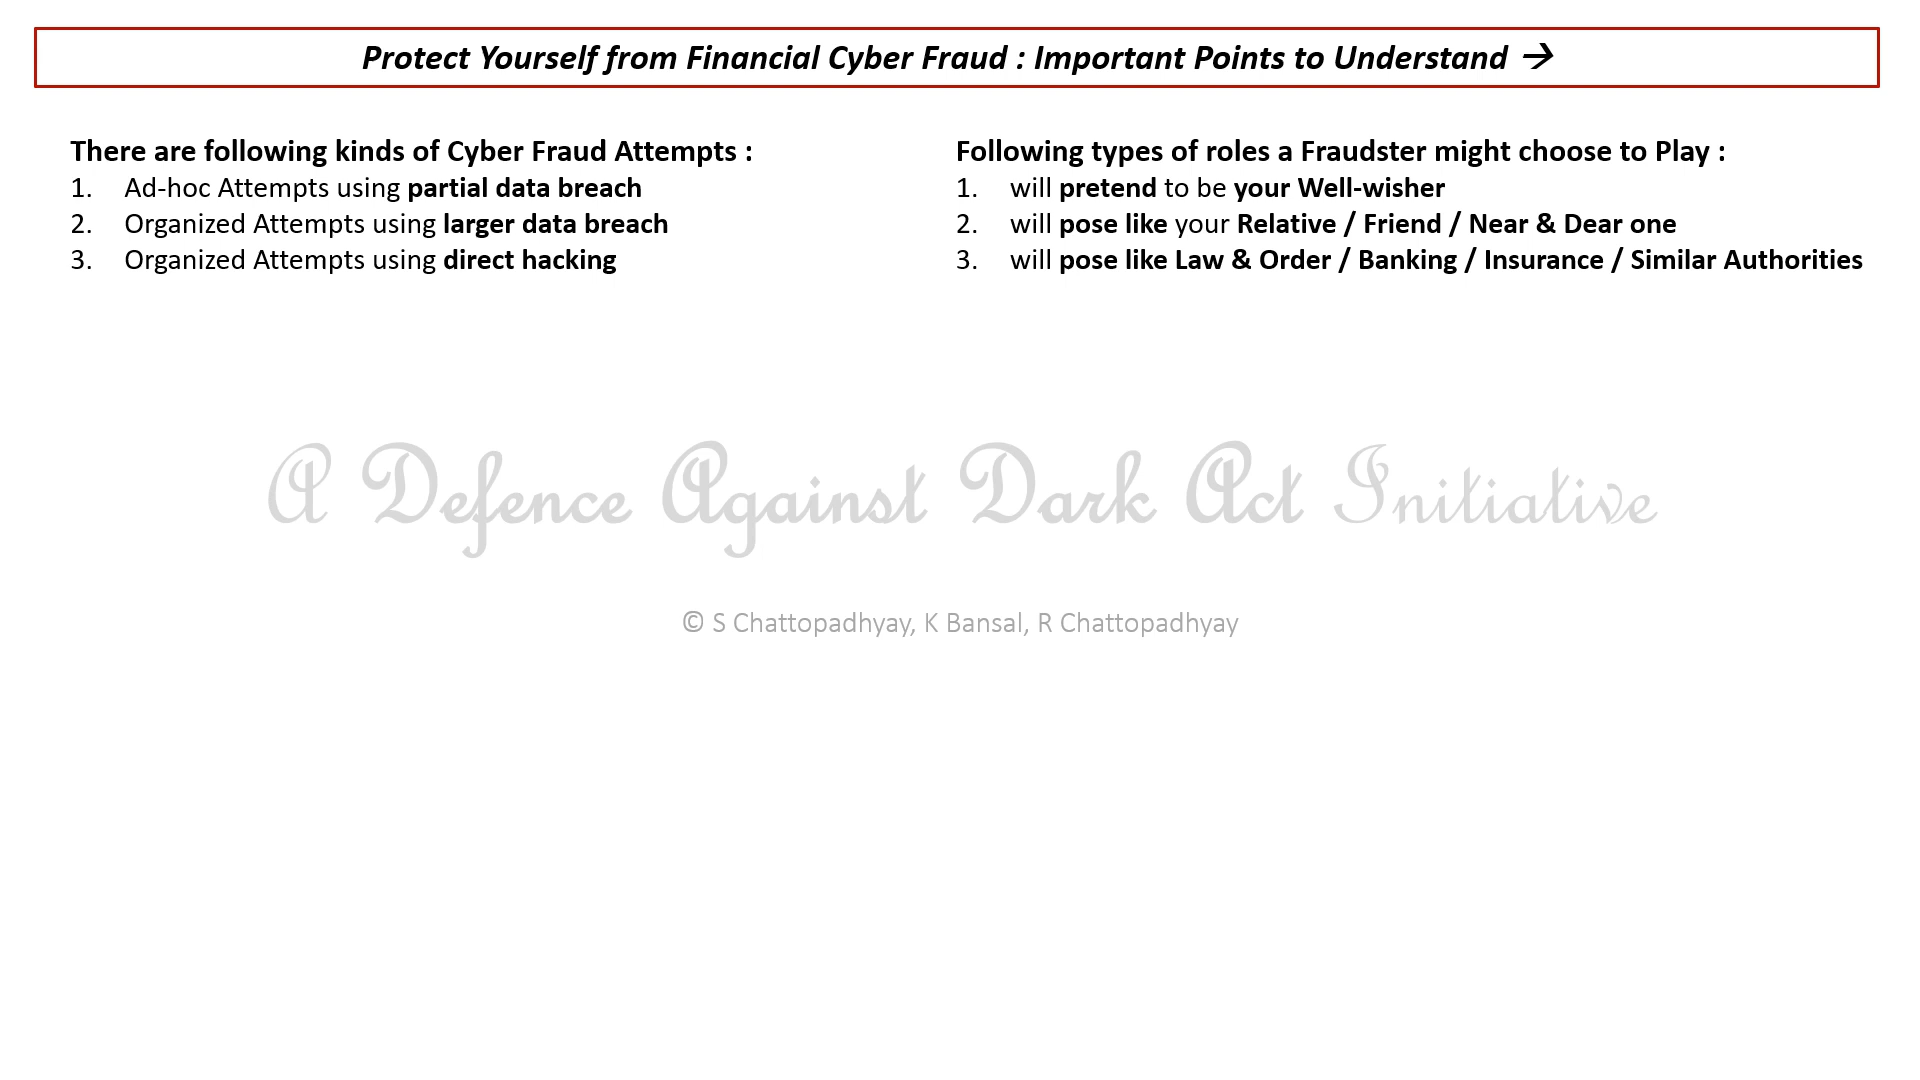 Protect Yourself from Financial Cyber Fraud : Important Points to Understand →
There are following kinds of Cyber Fraud Attempts :
1. Ad-hoc Attempts using partial data breach
2. Organized Attempts using larger data breach
3. Organized Attempts using direct hacking
Following types of roles a Fraudster might choose to Play :
1. will pretend to be your Well-wisher
2. will pose like your Relative / Friend / Near & Dear one
3. will pose like Law & Order / Banking / Insurance / Similar Authorities
A Defence Against Dark Act Initiative
© S Chattopadhyay, K Bansal, R Chattopadhyay